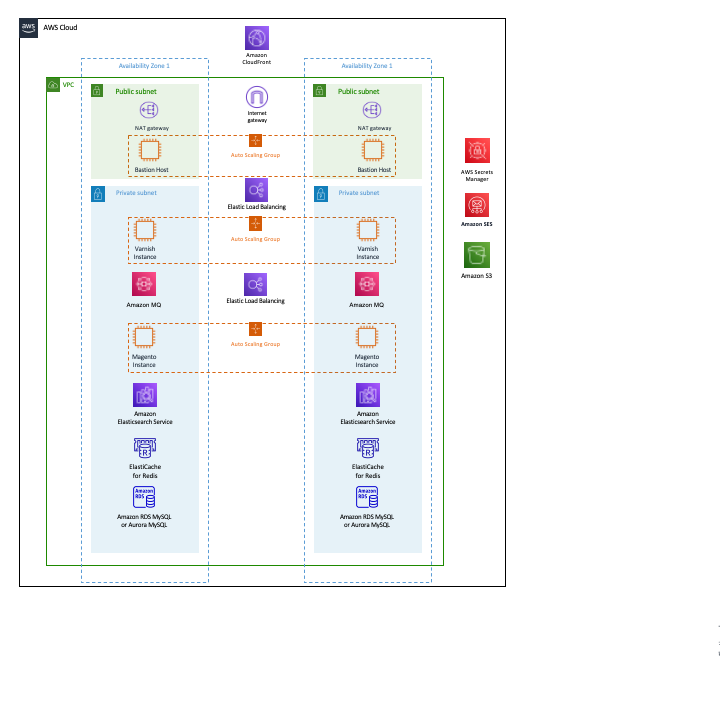 aws
AWS Cloud
Amazon
CloudFront
Availability Zone 1
Availability Zone 1
VPC
Public subnet
Public subnet
Internet
gateway
NAT gateway
NAT gateway
Auto Scaling Group
Bastion Host
Bastion Host
AWS Secrets
Manager
Private subnet
Private subnet
Elastic Load Balancing
Amazon SES
Auto Scaling Group
Varnish
Instance
Varnish
Instance
Amazon S3
Amazon MQ
Elastic Load Balancing
Amazon MQ
Auto Scaling Group
Magento
Instance
Magento
Instance
Amazon
Elasticsearch Service
Amazon
Elasticsearch Service
R
R
ElastiCache
for Redis
ElastiCache
for Redis
Amazon
RDS
Amazon
RDS
Amazon RDS MySQL
or Aurora MySQL
Amazon RDS MySQL
or Aurora MySQL